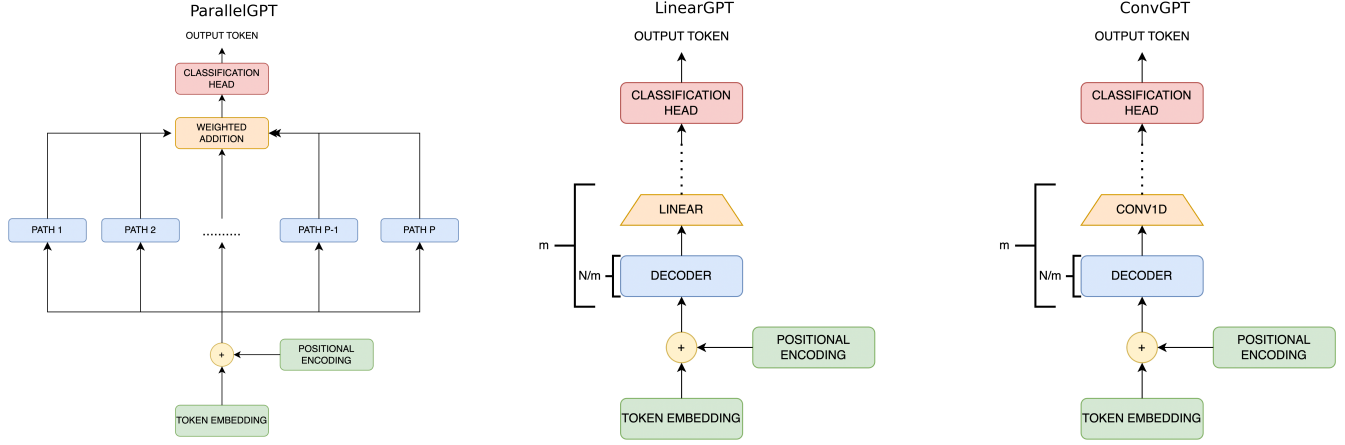 ParallelGPT
OUTPUT TOKEN
CLASSIFICATION
HEAD
WEIGHTED
ADDITION
PATH 1
PATH 2
..........
PATH P-1
PATH P
+
POSITIONAL
ENCODING
TOKEN EMBEDDING
LinearGPT
OUTPUT TOKEN
CLASSIFICATION
HEAD
LINEAR
m
N/m
DECODER
+
POSITIONAL
ENCODING
TOKEN EMBEDDING
ConvGPT
OUTPUT TOKEN
CLASSIFICATION
HEAD
CONV1D
m
N/m
DECODER
+
POSITIONAL
ENCODING
TOKEN EMBEDDING